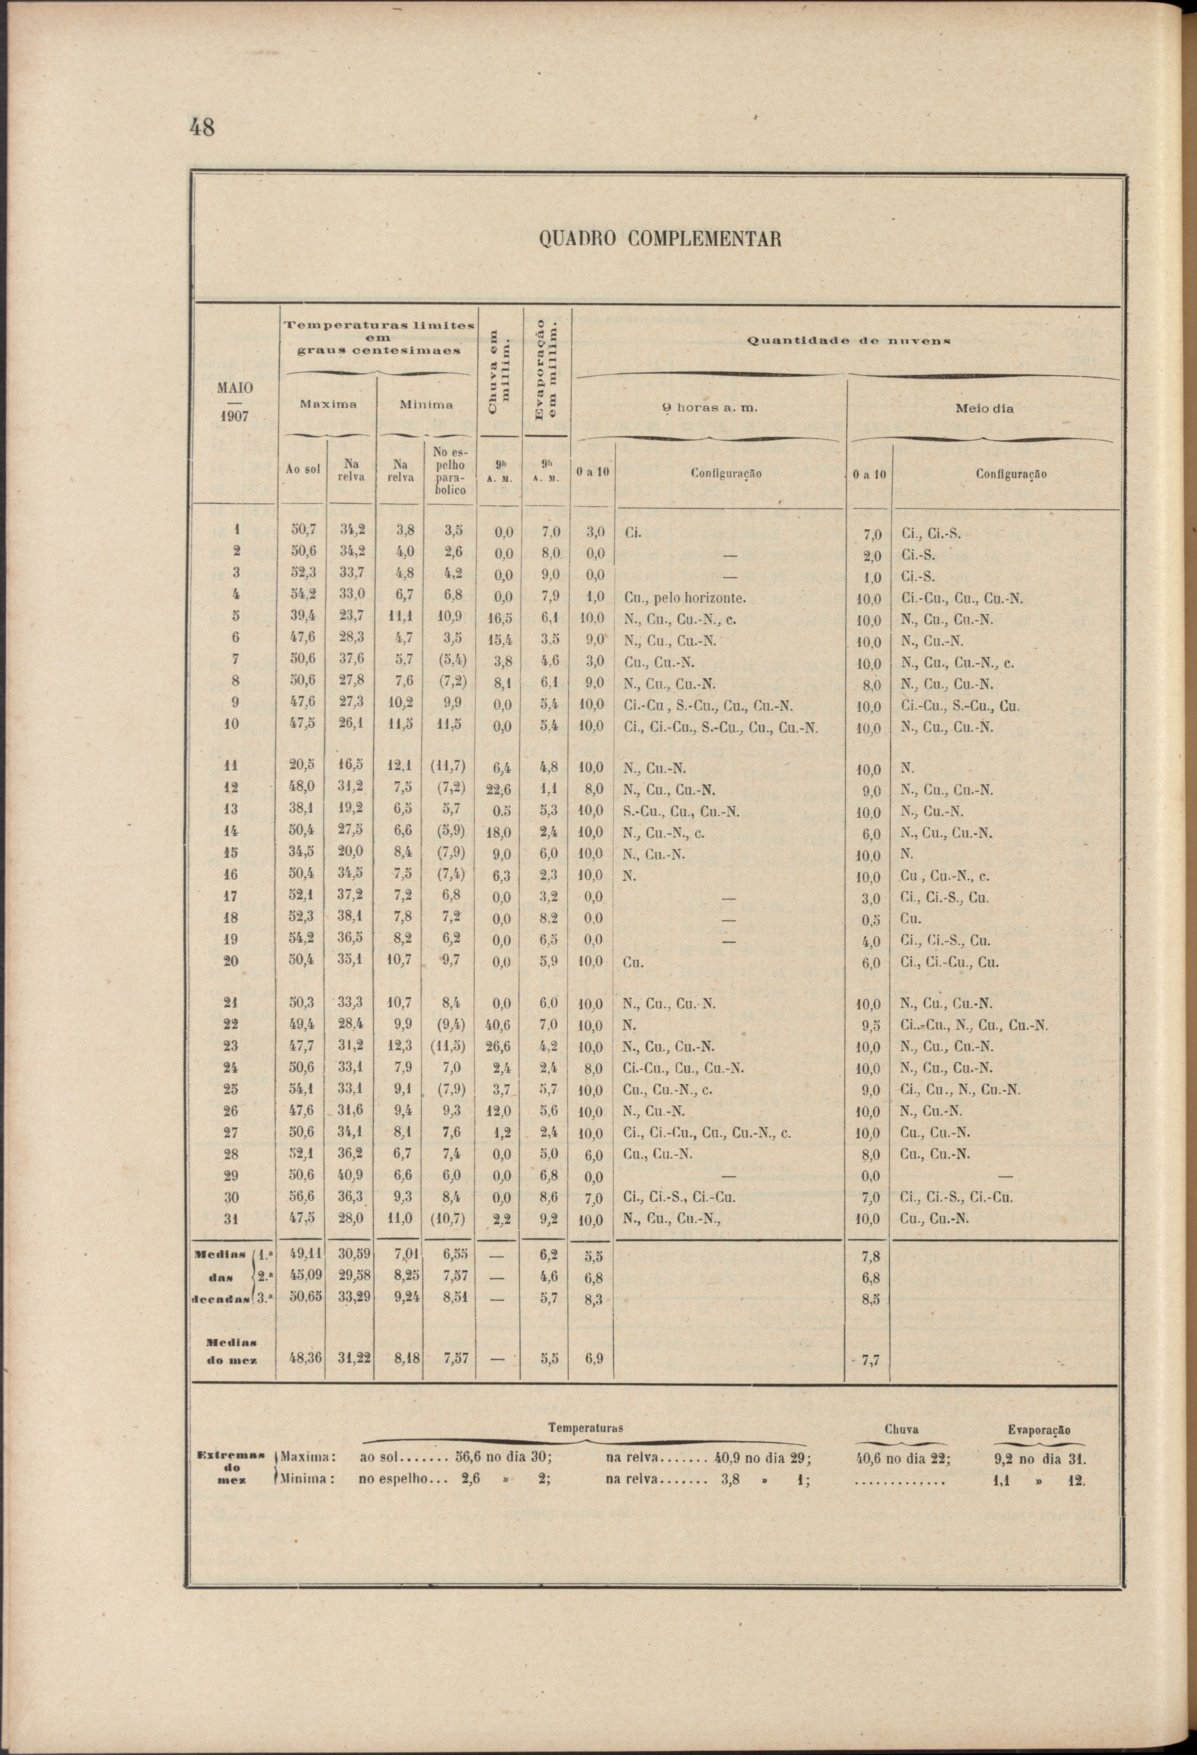 48
QUADRO COMPLEMENTAR
MAIO
—
1907
Temperaturas limites
em
graus centesimaes
Chuva em
millim.
Evaporação
em millim.
Quantidade de nuvens
Maxima Minima 9 horas a. m. Meio dia
Ao sol Na relva Na relva No espelho parabolico 9h A. M. 9h A. M. 0 a 10 Configuração 0 a 10 Configuração
1 50,7 34,2 3,8 3,5 0,0 7,0 3,0 Ci. 7,0 Ci., Ci.-S.
2 50,6 34,2 4,0 2,6 0,0 8,0 0,0 — 2,0 Ci.-S.
3 52,3 33,7 4,8 4,2 0,0 9,0 0,0 — 1,0 Ci.-S.
4 54,2 33,0 6,7 6,8 0,0 7,9 1,0 Cu., pelo horizonte. 10,0 Ci.-Cu., Cu., Cu.-N.
5 39,4 23,7 11,1 10,9 16,5 6,1 10,0 N., Cu., Cu.-N., c. 10,0 N., Cu., Cu.-N.
6 47,6 28,3 4,7 3,5 15,4 3,5 9,0 N., Cu., Cu.-N. 10,0 N., Cu.-N.
7 50,6 37,6 5,7 (5,4) 3,8 4,6 3,0 Cu., Cu.-N. 10,0 N., Cu., Cu.-N., c.
8 50,6 27,8 7,6 (7,2) 8,1 6,1 9,0 N., Cu., Cu.-N. 8,0 N., Cu., Cu.-N.
9 47,6 27,3 10,2 9,9 0,0 5,4 10,0 Ci.-Cu , S.-Cu., Cu., Cu.-N. 10,0 Ci.-Cu., S.-Cu., Cu.
10 47,5 26,1 11,5 11,5 0,0 5,4 10,0 Ci., Ci.-Cu., S.-Cu., Cu., Cu.-N. 10,0 N., Cu., Cu.-N.
11 20,5 16,5 12,1 (11,7) 6,4 4,8 10,0 N., Cu.-N. 10,0 N.
12 48,0 31,2 7,5 (7,2) 22,6 1,1 8,0 N., Cu., Cu.-N. 9,0 N., Cu., Cu.-N.
13 38,1 19,2 6,5 5,7 0.5 5,3 10,0 S.-Cu., Cu., Cu.-N. 10,0 N., Cu.-N.
14 50,4 27,5 6,6 (5,9) 18,0 2,4 10,0 N., Cu.-N., c. 6,0 N., Cu., Cu.-N.
15 34,5 20,0 8,4 (7,9) 9,0 6,0 10,0 N., Cu.-N. 10,0 N.
16 50,4 34,5 7,5 (7,4) 6,3 2,3 10,0 N. 10,0 Cu , Cu.-N., c.
17 52,1 37,2 7,2 6,8 0,0 3,2 0,0 — 3,0 Ci., Ci.-S., Cu.
18 52,3 38,1 7,8 7,2 0,0 8.2 0,0 — 0,5 Cu.
19 54,2 36,5 8,2 6,2 0,0 6,5 0,0 — 4,0 Ci., Ci.-S., Cu.
20 50,4 35,1 10,7 9,7 0,0 5,9 10,0 Cu. 6,0 Ci., Ci.-Cu., Cu.
21 50,3 33,3 10,7 8,4 0,0 6,0 10,0 N., Cu., Cu.-N. 10,0 N., Cu., Cu.-N.
22 49,4 28,4 9,9 (9,4) 40,6 7,0 10,0 N. 9,5 Ci.-Cu., N., Cu., Cu.-N.
23 47,7 31,2 12,3 (11,5) 26,6 4,2 10,0 N., Cu., Cu.-N. 10,0 N., Cu., Cu.-N.
24 50,6 33,1 7,9 7,0 2,4 2,4 8,0 Ci.-Cu., Cu., Cu.-N. 10,0 N., Cu., Cu.-N.
25 54,1 33,1 9,1 (7,9) 3,7 5,7 10,0 Cu., Cu.-N., c. 9,0 Ci., Cu., N., Cu.-N.
26 47,6 31,6 9,4 9,3 12,0 5,6 10,0 N., Cu.-N. 10,0 N., Cu.-N.
27 50,6 34,1 8,1 7,6 1,2 2,4 10,0 Ci., Ci.-Cu., Cu., Cu.-N., c. 10,0 Cu., Cu.-N.
28 52,1 36,2 6,7 7,4 0,0 5,0 6,0 Cu., Cu.-N. 8,0 Cu., Cu.-N.
29 50,6 40,9 6,6 6,0 0,0 6,8 0,0 — 0,0 —
30 56,6 36,3 9,3 8,4 0,0 8,6 7,0 Ci., Ci.-S., Ci.-Cu. 7,0 Ci., Ci.-S., Ci.-Cu.
31 47,5 28,0 11,0 (10,7) 2,2 9,2 10,0 N., Cu., Cu.-N., 10,0 Cu., Cu.-N.
Medias 1.ª 49,11 30,59 7,01 6,55 — 6,2 5,5 7,8
das 2.ª 45,09 29,58 8,25 7,57 — 4,6 6,8 6,8
decadas 3.ª 50,65 33,29 9,24 8,51 — 5,7 8,3 8,5
Medias
do mez 48,36 31,22 8,18 7,57 — 5,5 6,9 7,7
Temperaturas Chuva Evaporação
Extremas
do
mez
Maxima: ao sol....... 56,6 no dia 30; na relva....... 40,9 no dia 29; 40,6 no dia 22; 9,2 no dia 31.
Minima : no espelho... 2,6 » 2; na relva....... 3,8 » 1; ............. 1,1 » 12.